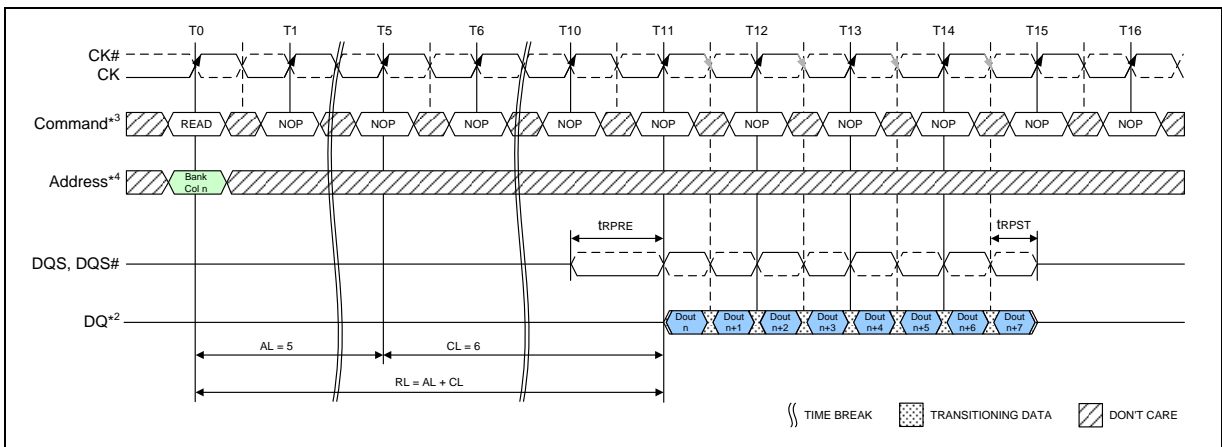 T0 T1 T5 T6 T10 T11 T12 T13 T14 T15 T16
CK#
CK
Command*3 READ NOP NOP NOP NOP NOP NOP NOP NOP NOP NOP
Address*4 Bank Col n
tRPRE tRPST
DQS, DQS#
DQ*2 Dout n Dout n+1 Dout n+2 Dout n+3 Dout n+4 Dout n+5 Dout n+6 Dout n+7
AL = 5 CL = 6
RL = AL + CL
TIME BREAK TRANSITIONING DATA DON'T CARE